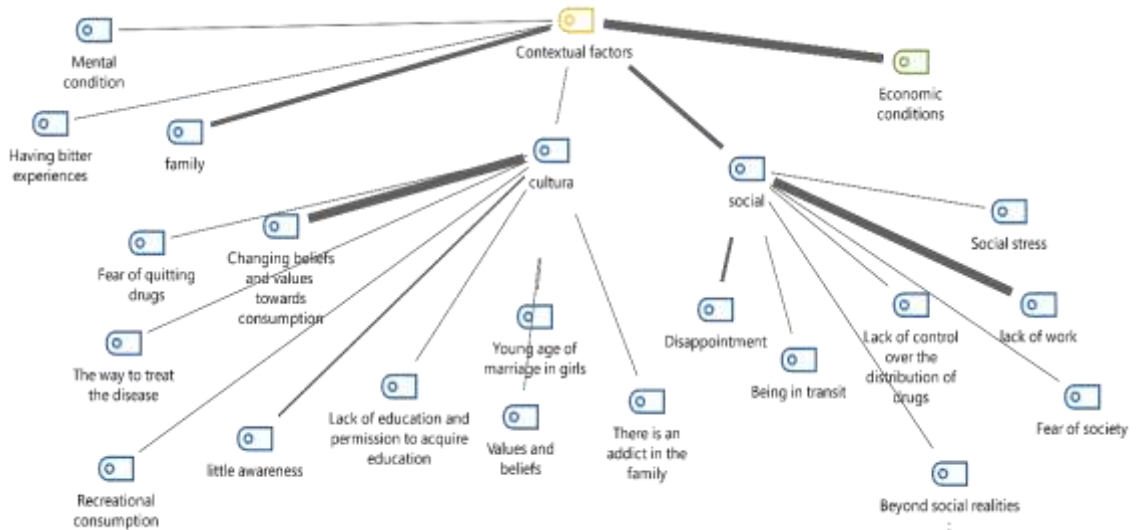 Contextual factors
Mental
condition
Economic
conditions
Having bitter
experiences
family
cultura
social
Social stress
Fear of quitting
drugs
Changing beliefs
and values
towards
consumption
Young age of
marriage in girls
Disappointment
Lack of control
over the
distribution of
drugs
lack of work
The way to treat
the disease
Being in transit
Lack of education and
permission to acquire
education
Values and
beliefs
There is an
addict in the
family
Fear of society
little awareness
Recreational
consumption
Beyond social realities